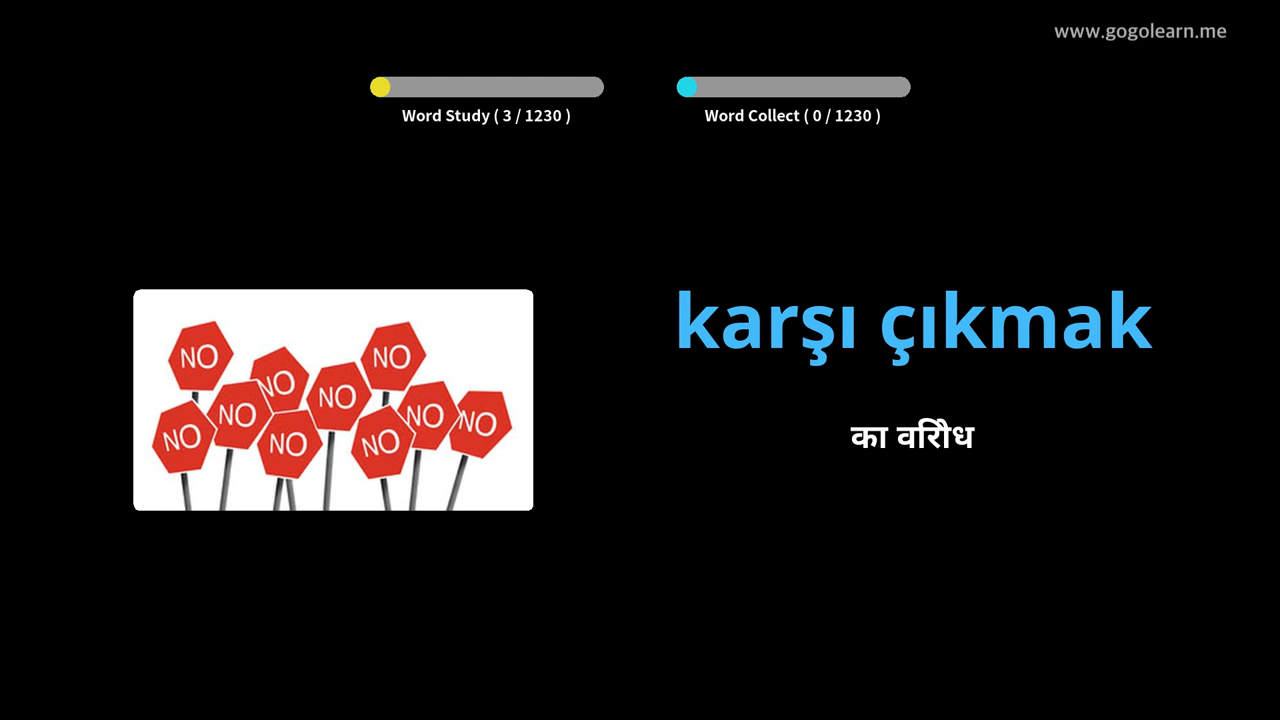 www.gogolearn.me
Word Study ( 3 / 1230 )
Word Collect ( 0 / 1230 )
NO
NO
NO
NO
NO
NO
NO
NO
NO
NO
karşı çıkmak
का वरिोध